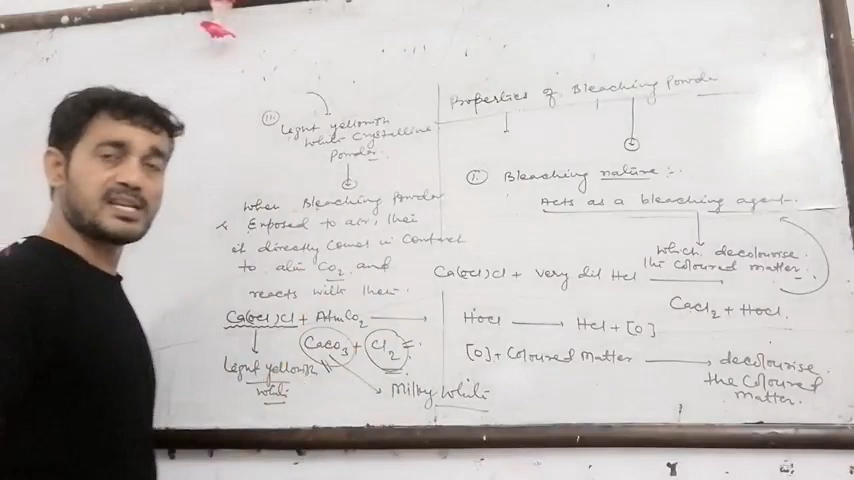 Properties of Bleaching Powder
(iii) Light yellowish
white Crystalline
Powder.
When Bleaching Powder
Exposed to air, then
it directly comes in contact
to atm CO2 and
reacts with them.
Ca(ocl)cl + AtmCo2 →
CaCO3 + Cl2
Light yellowish
white
Milky white
(i) Bleaching nature :-
Acts as a bleaching agent.
which decolourise
the coloured matter.
Ca(ocl)cl + very dil Hcl →
CaCl2 + Hocl.
Hocl → Hcl + [O]
[O] + Coloured Matter → decolourise
the Coloured
Matter.